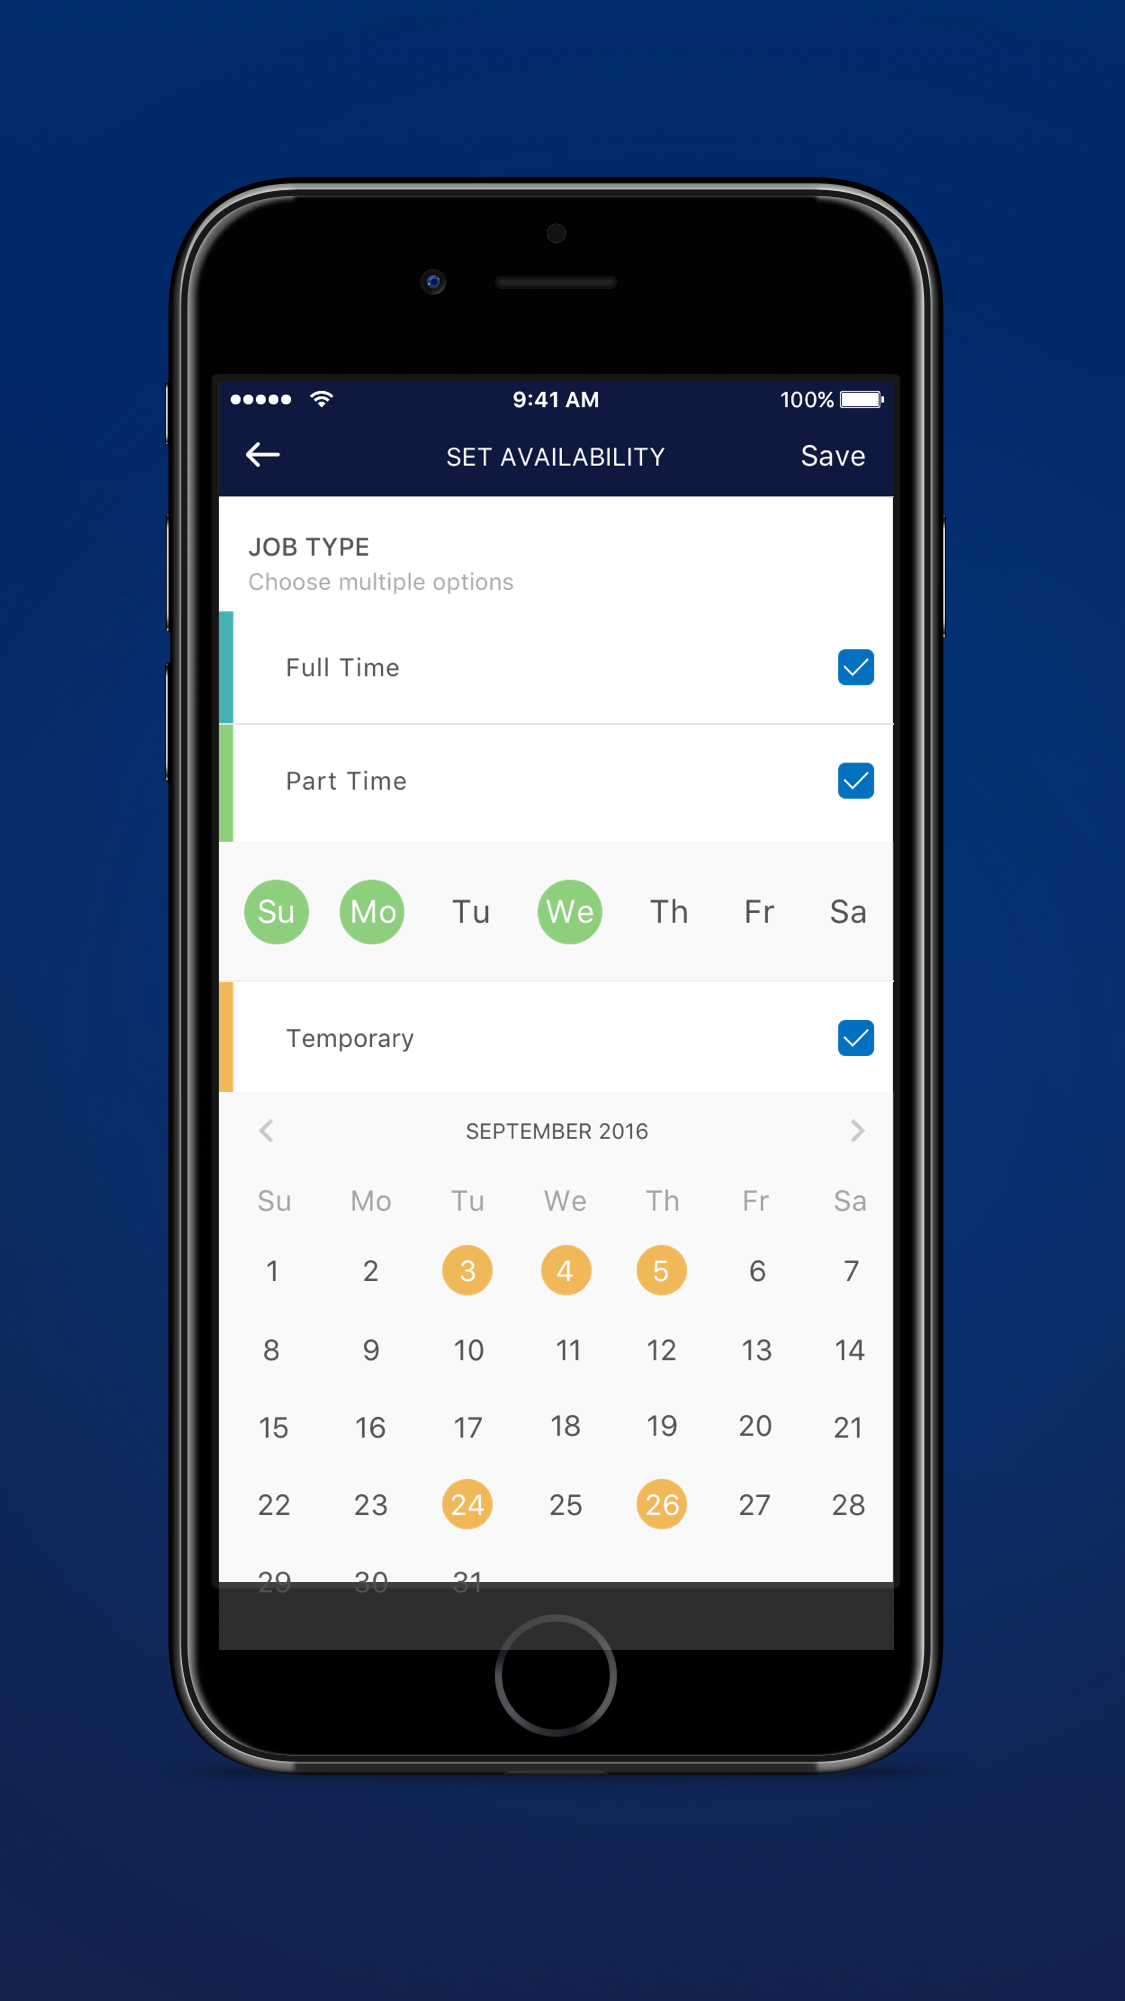 9:41 AM 100%
SET AVAILABILITY Save
JOB TYPE
Choose multiple options
Full Time
Part Time
Su Mo Tu We Th Fr Sa
Temporary
SEPTEMBER 2016
Su Mo Tu We Th Fr Sa
1 2 3 4 5 6 7
8 9 10 11 12 13 14
15 16 17 18 19 20 21
22 23 24 25 26 27 28
29 30 31